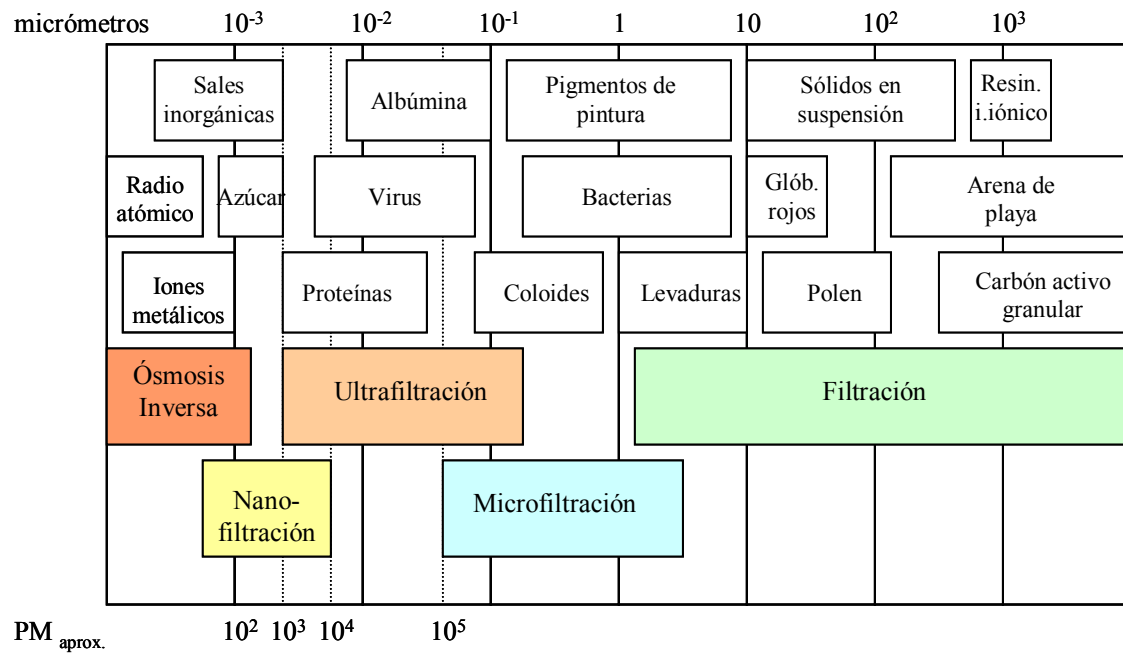 micrómetros 10-3 10-2 10-1 1 10 10² 10³
Sales
inorgánicas
Albúmina
Pigmentos de
pintura
Sólidos en
suspensión
Resin.
i.iónico
Radio
atómico
Azúcar
Virus
Bacterias
Glób.
rojos
Arena de
playa
Iones
metálicos
Proteínas
Coloides
Levaduras
Polen
Carbón activo
granular
Ósmosis
Inversa
Ultrafiltración
Filtración
Nano-
filtración
Microfiltración
PM aprox. 10² 10³ 10⁴ 10⁵